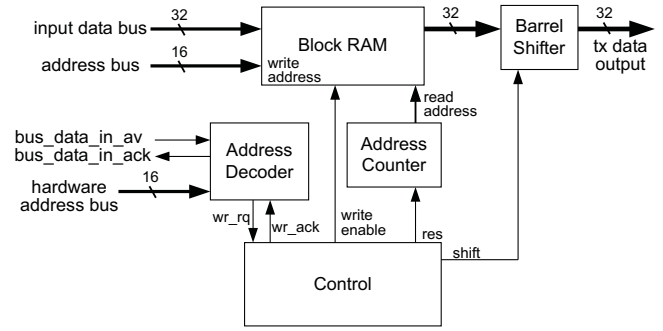 32
32
32
input data bus
Block RAM
Barrel
Shifter
tx data
output
16
address bus
write
address
read
address
bus_data_in_av
bus_data_in_ack
Address
Decoder
Address
Counter
16
hardware
address bus
wr_rq
wr_ack
write
enable
res
shift
Control